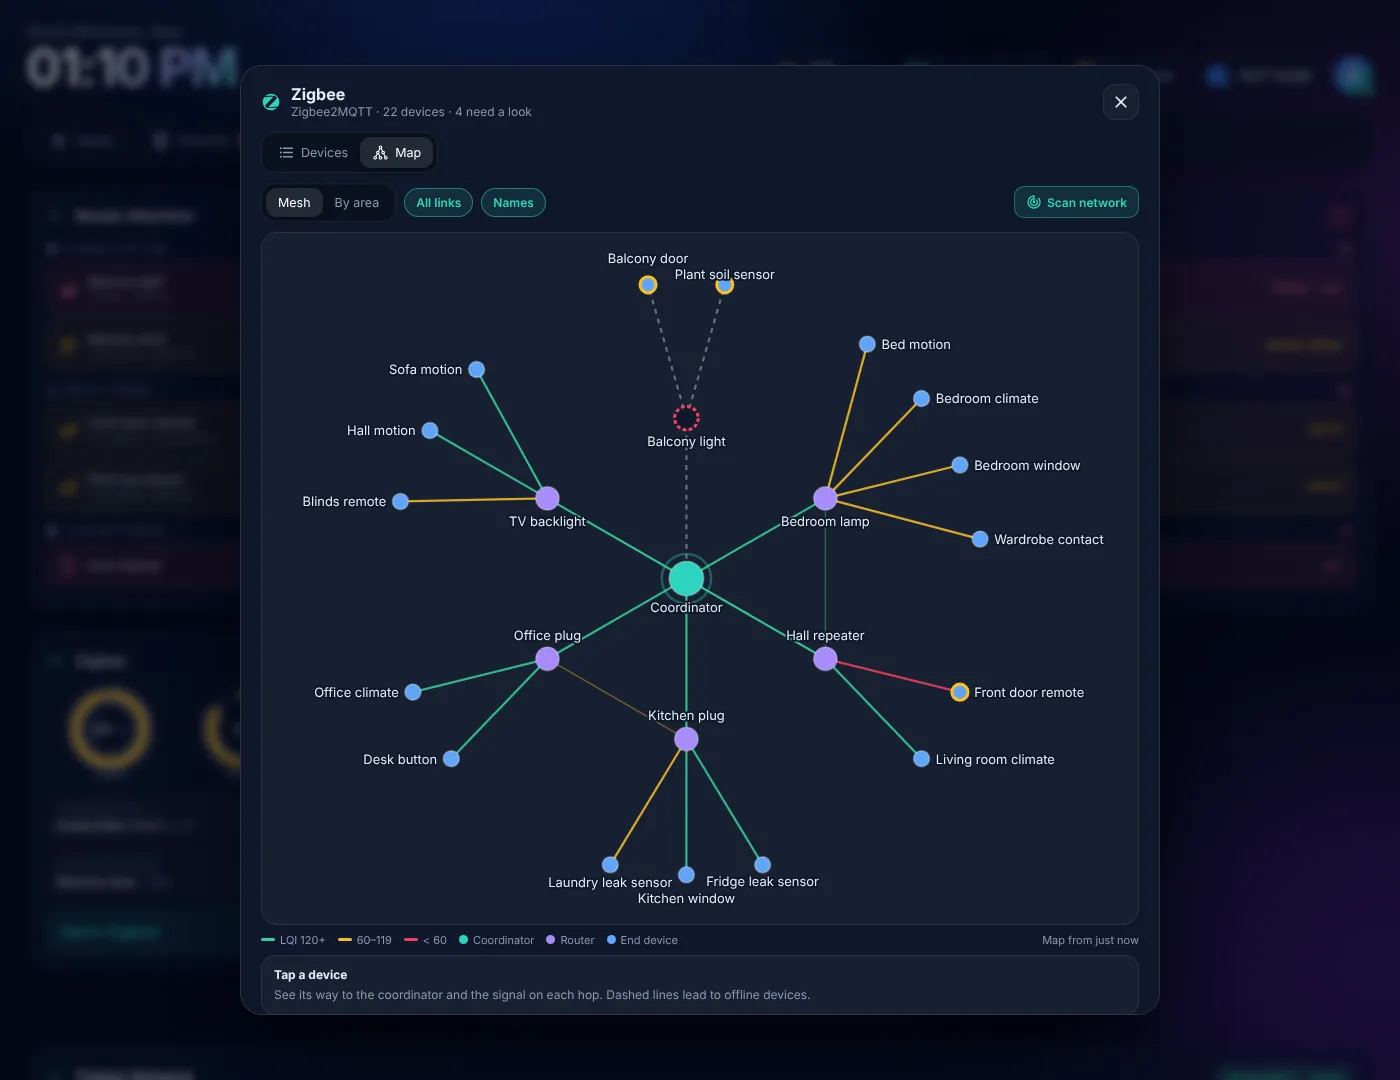 01:10 PM
Zigbee
Zigbee2MQTT · 22 devices · 4 need a look
Devices
Map
Mesh
By area
All links
Names
Scan network
Balcony door
Plant soil sensor
Bed motion
Sofa motion
Bedroom climate
Hall motion
Balcony light
Bedroom window
Blinds remote
TV backlight
Bedroom lamp
Wardrobe contact
Coordinator
Office plug
Hall repeater
Office climate
Front door remote
Kitchen plug
Desk button
Living room climate
Laundry leak sensor
Fridge leak sensor
Kitchen window
LQI 120+
60–119
< 60
Coordinator
Router
End device
Map from just now
Tap a device
See its way to the coordinator and the signal on each hop. Dashed lines lead to offline devices.